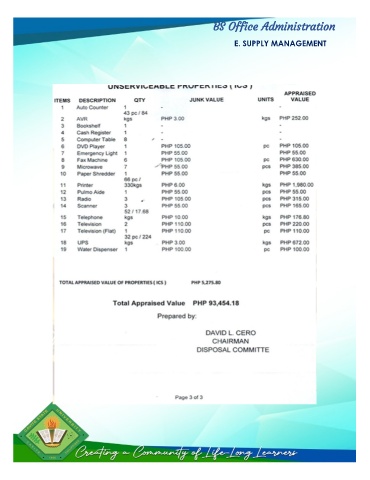 BS Office Administration
E. SUPPLY MANAGEMENT
UNSERVICEABLE PROPERTIES ( ICS )
ITEMS DESCRIPTION QTY JUNK VALUE UNITS APPRAISED VALUE
1 Auto Counter 1 - - 1
2 AVR 43 pc / 84 kgs PHP 3.00 kgs PHP 252.00
3 Bookshelf 1 - -
4 Cash Register 1 - -
5 Computer Table 8 - -
6 DVD Player 1 PHP 105.00 pc PHP 105.00
7 Emergency Light 1 PHP 55.00 PHP 55.00
8 Fax Machine 6 PHP 105.00 pc PHP 630.00
9 Microwave 7 PHP 55.00 pcs PHP 385.00
10 Paper Shredder 1 PHP 55.00 PHP 55.00
11 Printer 66 pc / 330kgs PHP 6.00 kgs PHP 1,980.00
12 Pulmo Aide 1 PHP 55.00 pcs PHP 55.00
13 Radio 3 PHP 105.00 pcs PHP 315.00
14 Scanner 3 PHP 55.00 pcs PHP 165.00
15 Telephone 52 / 17.68 kgs PHP 10.00 kgs PHP 176.80
16 Television 2 PHP 110.00 pcs PHP 220.00
17 Television (Flat) 1 PHP 110.00 pc PHP 110.00
18 UPS 32 pc / 224 kgs PHP 3.00 kgs PHP 672.00
19 Water Dispenser 1 PHP 100.00 pc PHP 100.00
TOTAL APPRAISED VALUE OF PROPERTIES ( ICS ) PHP 5,275.80
Total Appraised Value PHP 93,454.18
Prepared by:
DAVID L. CERO
CHAIRMAN
DISPOSAL COMMITTE
Page 3 of 3
Creating a Community of Life-Long Learners